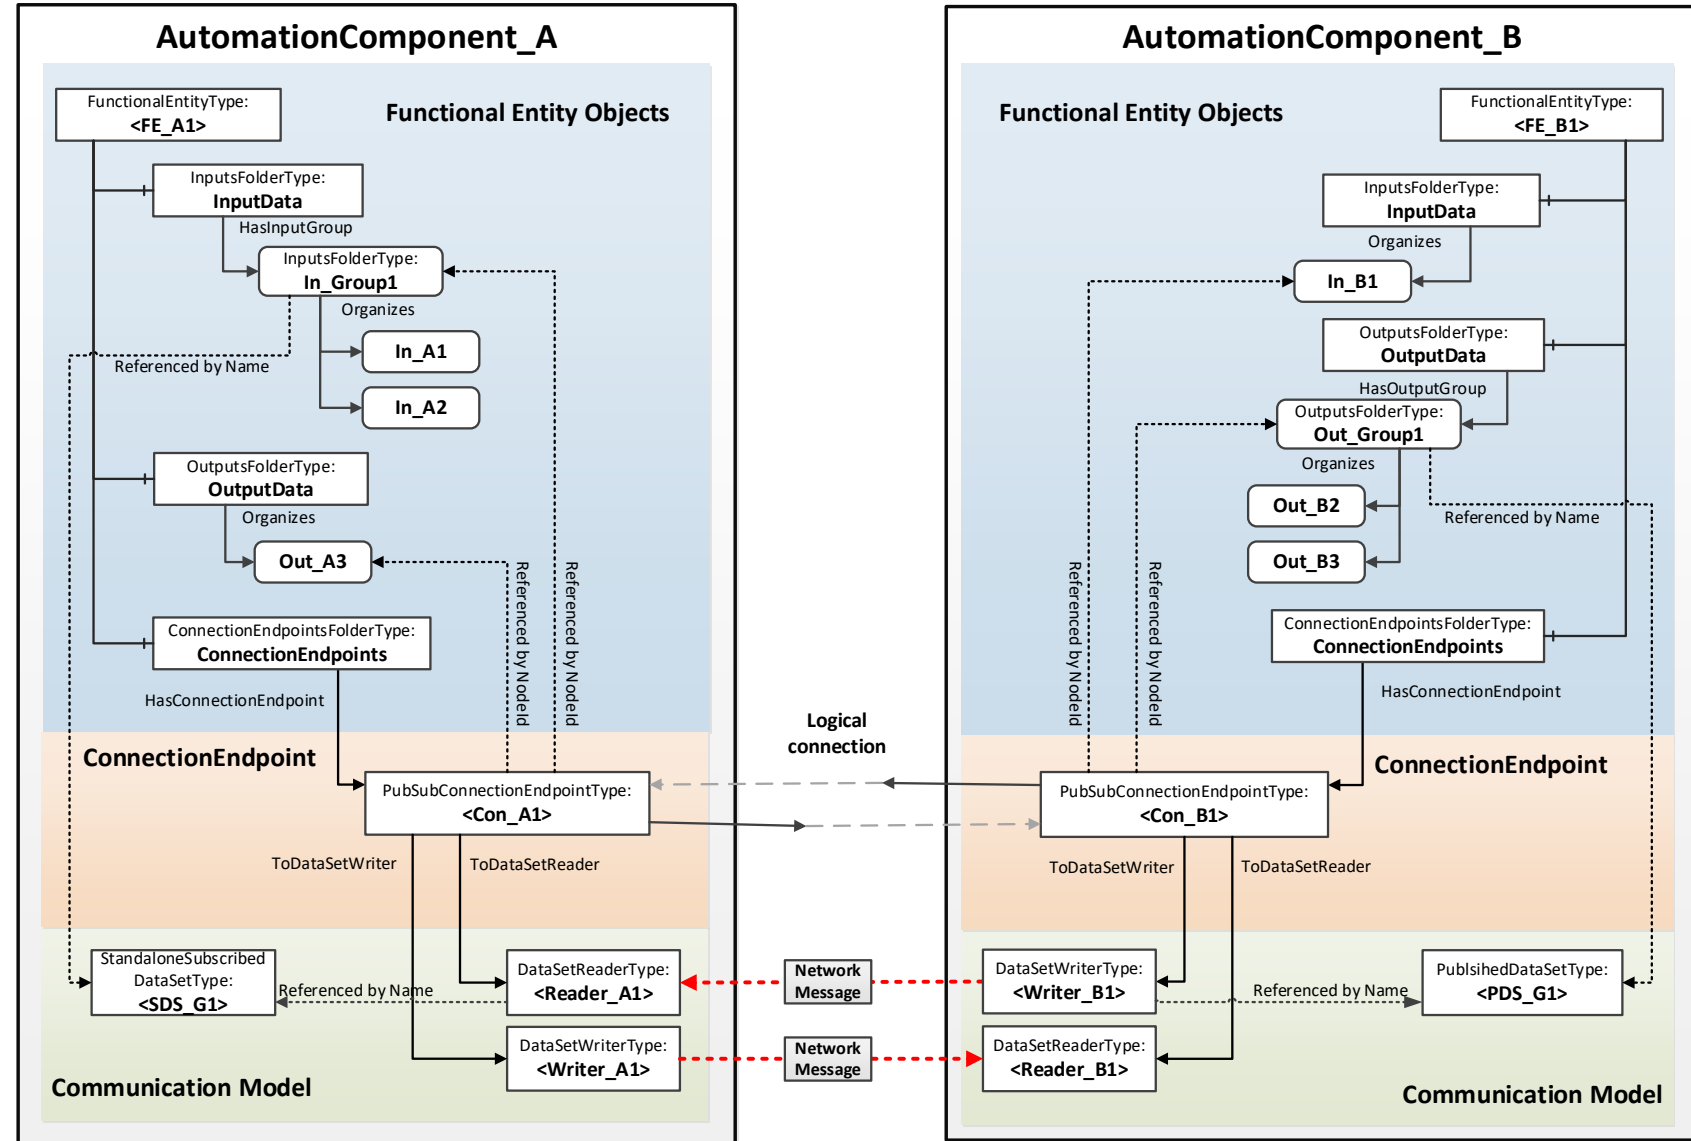 AutomationComponent_A
Functional Entity Objects
FunctionalEntityType:
<FE_A1>
InputsFolderType:
InputData
HasInputGroup
InputsFolderType:
In_Group1
Organizes
In_A1
Referenced by Name
In_A2
OutputsFolderType:
OutputData
Organizes
Out_A3
Referenced by NodeId
Referenced by NodeId
ConnectionEndpointsFolderType:
ConnectionEndpoints
HasConnectionEndpoint
ConnectionEndpoint
PubSubConnectionEndpointType:
<Con_A1>
ToDataSetWriter
ToDataSetReader
StandaloneSubscribed
DataSetType:
<SDS_G1>
Referenced by Name
DataSetReaderType:
<Reader_A1>
DataSetWriterType:
<Writer_A1>
Communication Model
Logical
connection
Network
Message
Network
Message
AutomationComponent_B
Functional Entity Objects
FunctionalEntityType:
<FE_B1>
InputsFolderType:
InputData
Organizes
In_B1
OutputsFolderType:
OutputData
HasOutputGroup
OutputsFolderType:
Out_Group1
Organizes
Out_B2
Referenced by Name
Out_B3
Referenced by NodeId
Referenced by NodeId
ConnectionEndpointsFolderType:
ConnectionEndpoints
HasConnectionEndpoint
ConnectionEndpoint
PubSubConnectionEndpointType:
<Con_B1>
ToDataSetWriter
ToDataSetReader
DataSetWriterType:
<Writer_B1>
Referenced by Name
PublsihedDataSetType:
<PDS_G1>
DataSetReaderType:
<Reader_B1>
Communication Model